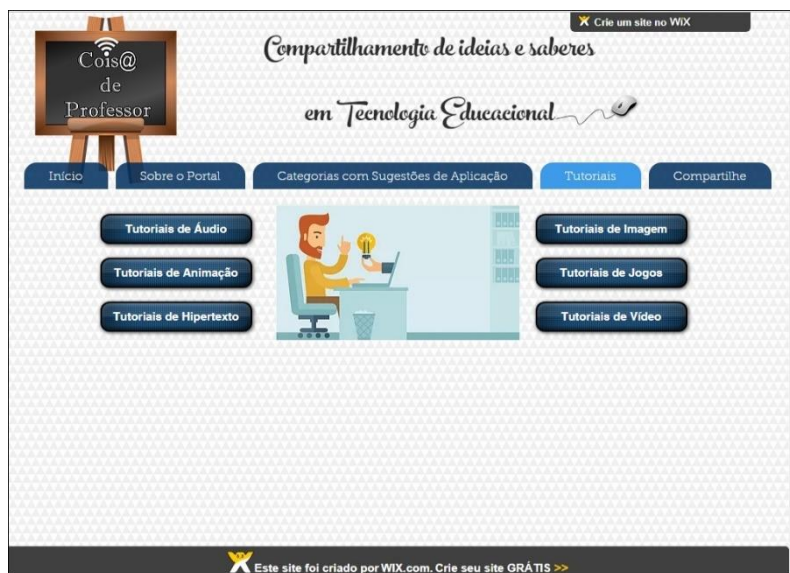 Crie um site no WiX
Cois@
de
Professor
Compartilhamento de ideias e saberes
em Tecnologia Educacional
Início
Sobre o Portal
Categorias com Sugestões de Aplicação
Tutoriais
Compartilhe
Tutoriais de Áudio
Tutoriais de Animação
Tutoriais de Hipertexto
Tutoriais de Imagem
Tutoriais de Jogos
Tutoriais de Vídeo
Este site foi criado por WIX.com. Crie seu site GRÁTIS >>